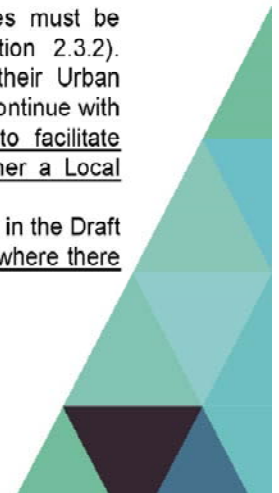 es must be
tion 2.3.2).
their Urban
ontinue with
to facilitate
ner a Local
in the Draft
where there